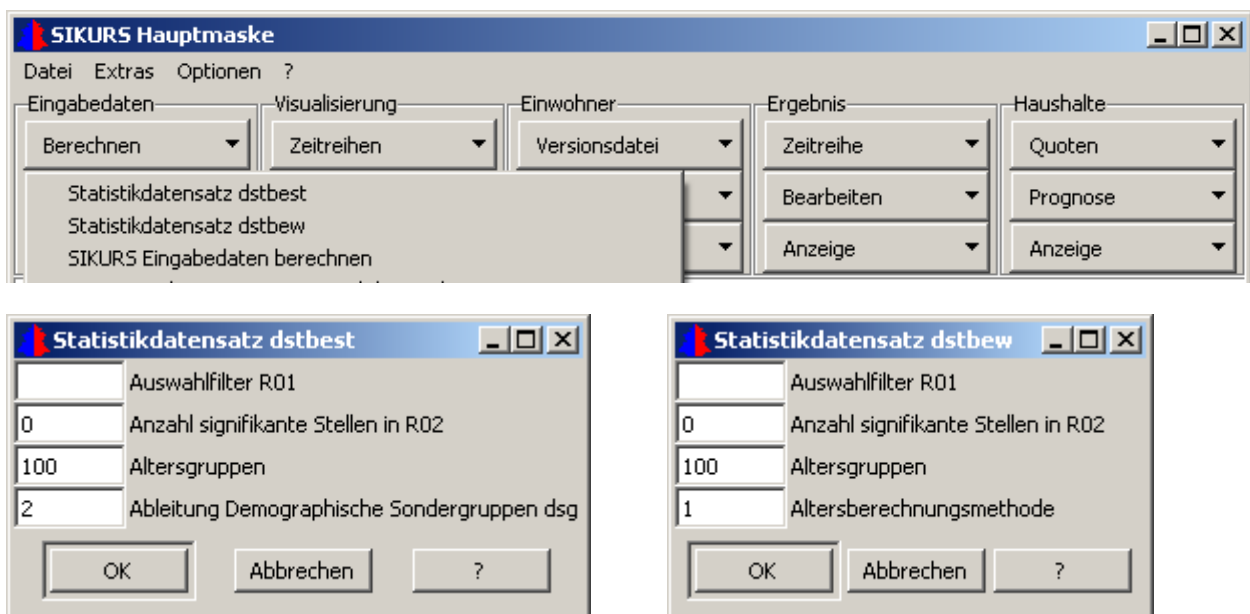 SIKURS Hauptmaske
Datei Extras Optionen ?
Eingabedaten Visualisierung Einwohner Ergebnis Haushalte
Berechnen Zeitreihen Versionsdatei Zeitreihe Quoten
Statistikdatensatz dstbest
Bearbeiten Prognose
Statistikdatensatz dstbew
SIKURS Eingabedaten berechnen
Anzeige Anzeige
Statistikdatensatz dstbest
Auswahlfilter R01
0 Anzahl signifikante Stellen in R02
100 Altersgruppen
2 Ableitung Demographische Sondergruppen dsg
OK Abbrechen ?
Statistikdatensatz dstbew
Auswahlfilter R01
0 Anzahl signifikante Stellen in R02
100 Altersgruppen
1 Altersberechnungsmethode
OK Abbrechen ?